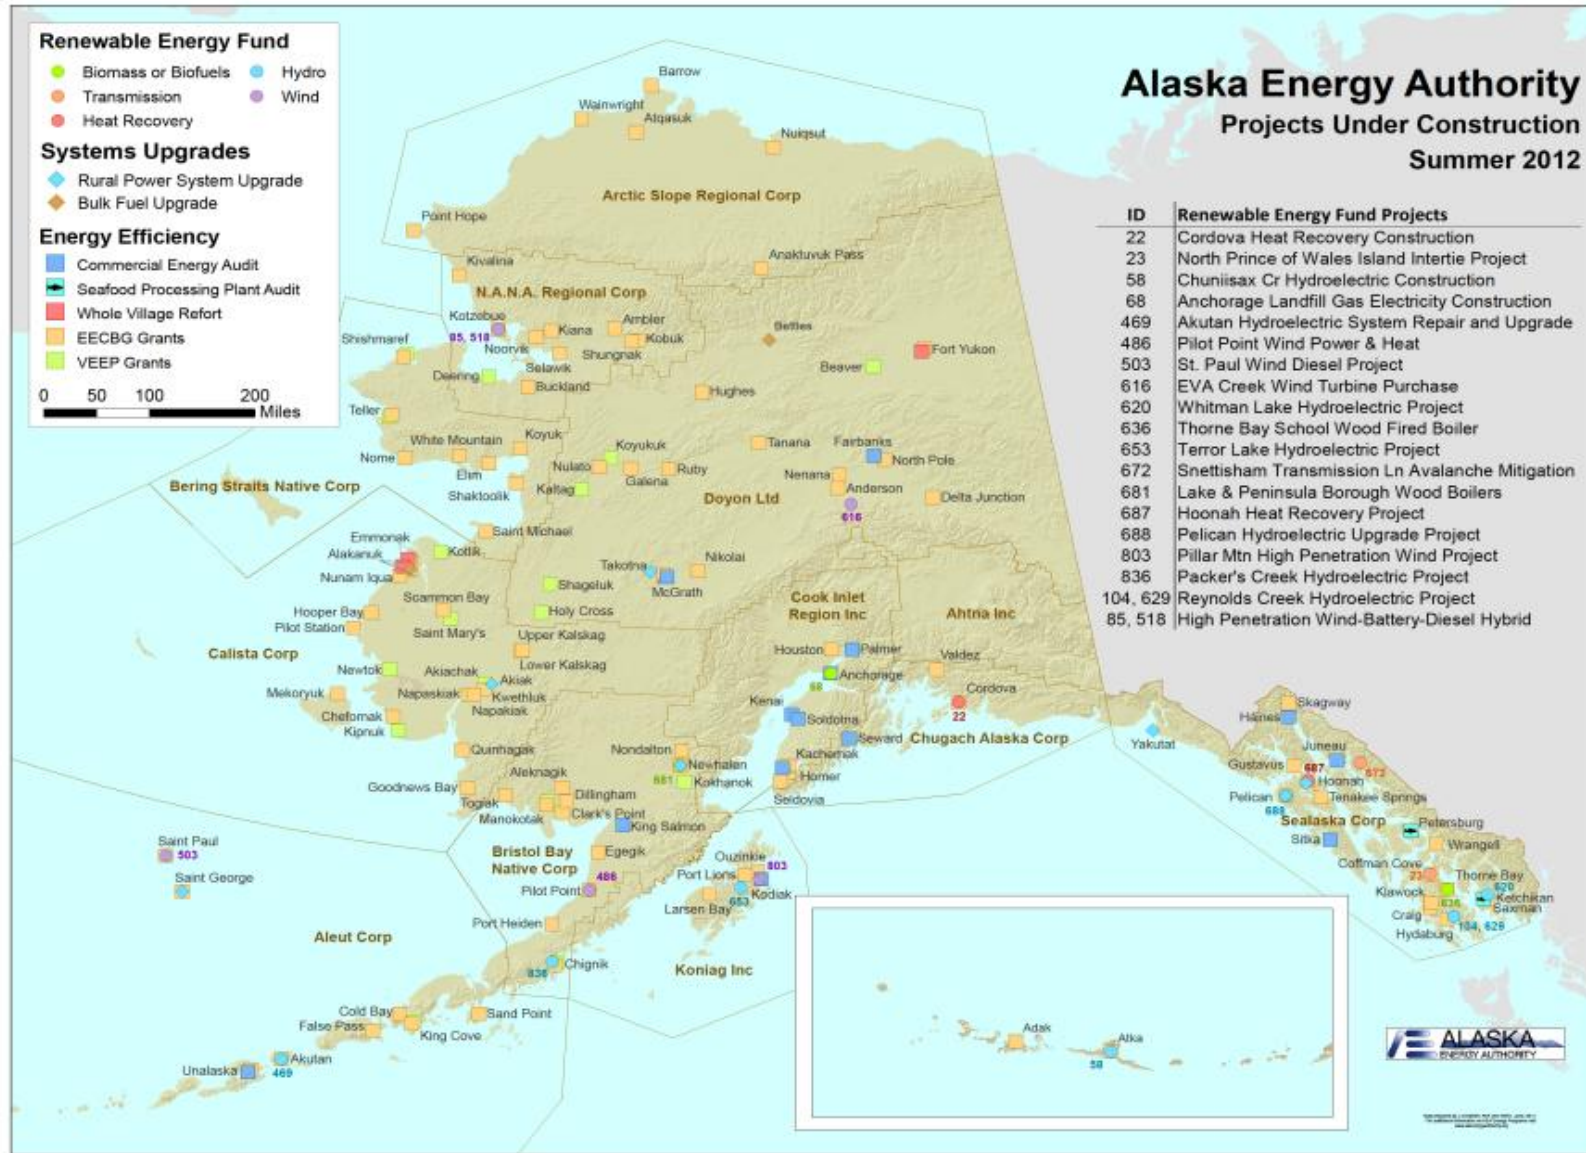 Renewable Energy Fund
Biomass or Biofuels
Hydro
Transmission
Wind
Heat Recovery
Systems Upgrades
Rural Power System Upgrade
Bulk Fuel Upgrade
Energy Efficiency
Commercial Energy Audit
Seafood Processing Plant Audit
Whole Village Refort
EECBG Grants
VEEP Grants
0 50 100 200
Miles
Alaska Energy Authority
Projects Under Construction
Summer 2012
ID Renewable Energy Fund Projects
22 Cordova Heat Recovery Construction
23 North Prince of Wales Island Intertie Project
58 Chuniisax Cr Hydroelectric Construction
68 Anchorage Landfill Gas Electricity Construction
469 Akutan Hydroelectric System Repair and Upgrade
486 Pilot Point Wind Power & Heat
503 St. Paul Wind Diesel Project
616 EVA Creek Wind Turbine Purchase
620 Whitman Lake Hydroelectric Project
636 Thorne Bay School Wood Fired Boiler
653 Terror Lake Hydroelectric Project
672 Snettisham Transmission Ln Avalanche Mitigation
681 Lake & Peninsula Borough Wood Boilers
687 Hoonah Heat Recovery Project
688 Pelican Hydroelectric Upgrade Project
803 Pillar Mtn High Penetration Wind Project
836 Packer's Creek Hydroelectric Project
104, 629 Reynolds Creek Hydroelectric Project
85, 518 High Penetration Wind-Battery-Diesel Hybrid
Barrow
Wainwright
Atqasuk
Nuiqsut
Arctic Slope Regional Corp
Point Hope
Anaktuvuk Pass
Kivalina
N.A.N.A. Regional Corp
Kotzebue
85, 518
Kiana
Ambler
Noorvik
Kobuk
Shungnak
Selawik
Bettles
Shishmaref
Fort Yukon
Deering
Beaver
Buckland
Hughes
Teller
White Mountain
Koyuk
Koyukuk
Tanana
Fairbanks
Nome
Elim
Nulato
Ruby
North Pole
Galena
Nenana
Shaktoolik
Kaltag
Anderson
Bering Straits Native Corp
Doyon Ltd
Delta Junction
616
Saint Michael
Emmonak
Alakanuk
Kotlik
Nunam Iqua
Takotna
Nikolai
McGrath
Shageluk
Scammon Bay
Hooper Bay
Holy Cross
Cook Inlet
Region Inc
Ahtna Inc
Pilot Station
Saint Mary's
Upper Kalskag
Calista Corp
Lower Kalskag
Houston
Palmer
Valdez
Newtok
Akiachak
Akiak
Anchorage
68
Mekoryuk
Napaskiak
Kwethluk
Napakiak
Cordova
22
Kenai
Soldotna
Chefornak
Kipnuk
Seward
Chugach Alaska Corp
Yakutat
Skagway
Haines
Quinhagak
Nondalton
Newhalen
681
Kokhanok
Kachemak
Homer
Seldovia
Juneau
Gustavus
687
672
Hoonah
Pelican
688
Tenakee Springs
Goodnews Bay
Aleknagik
Togiak
Dillingham
Manokotak
Clark's Point
King Salmon
Sealaska Corp
Petersburg
Sitka
Wrangell
Saint Paul
503
Saint George
Bristol Bay
Native Corp
Egegik
486
Pilot Point
Ouzinkie
803
Port Lions
Kodiak
653
Larsen Bay
Coffman Cove
23
Thorne Bay
620
Klawock
636
Ketchikan
Saxman
Craig
104, 629
Hydaburg
Port Heiden
Aleut Corp
836
Chignik
Koniag Inc
Cold Bay
Sand Point
False Pass
King Cove
Akutan
469
Unalaska
Adak
Atka
58
ALASKA
ENERGY AUTHORITY